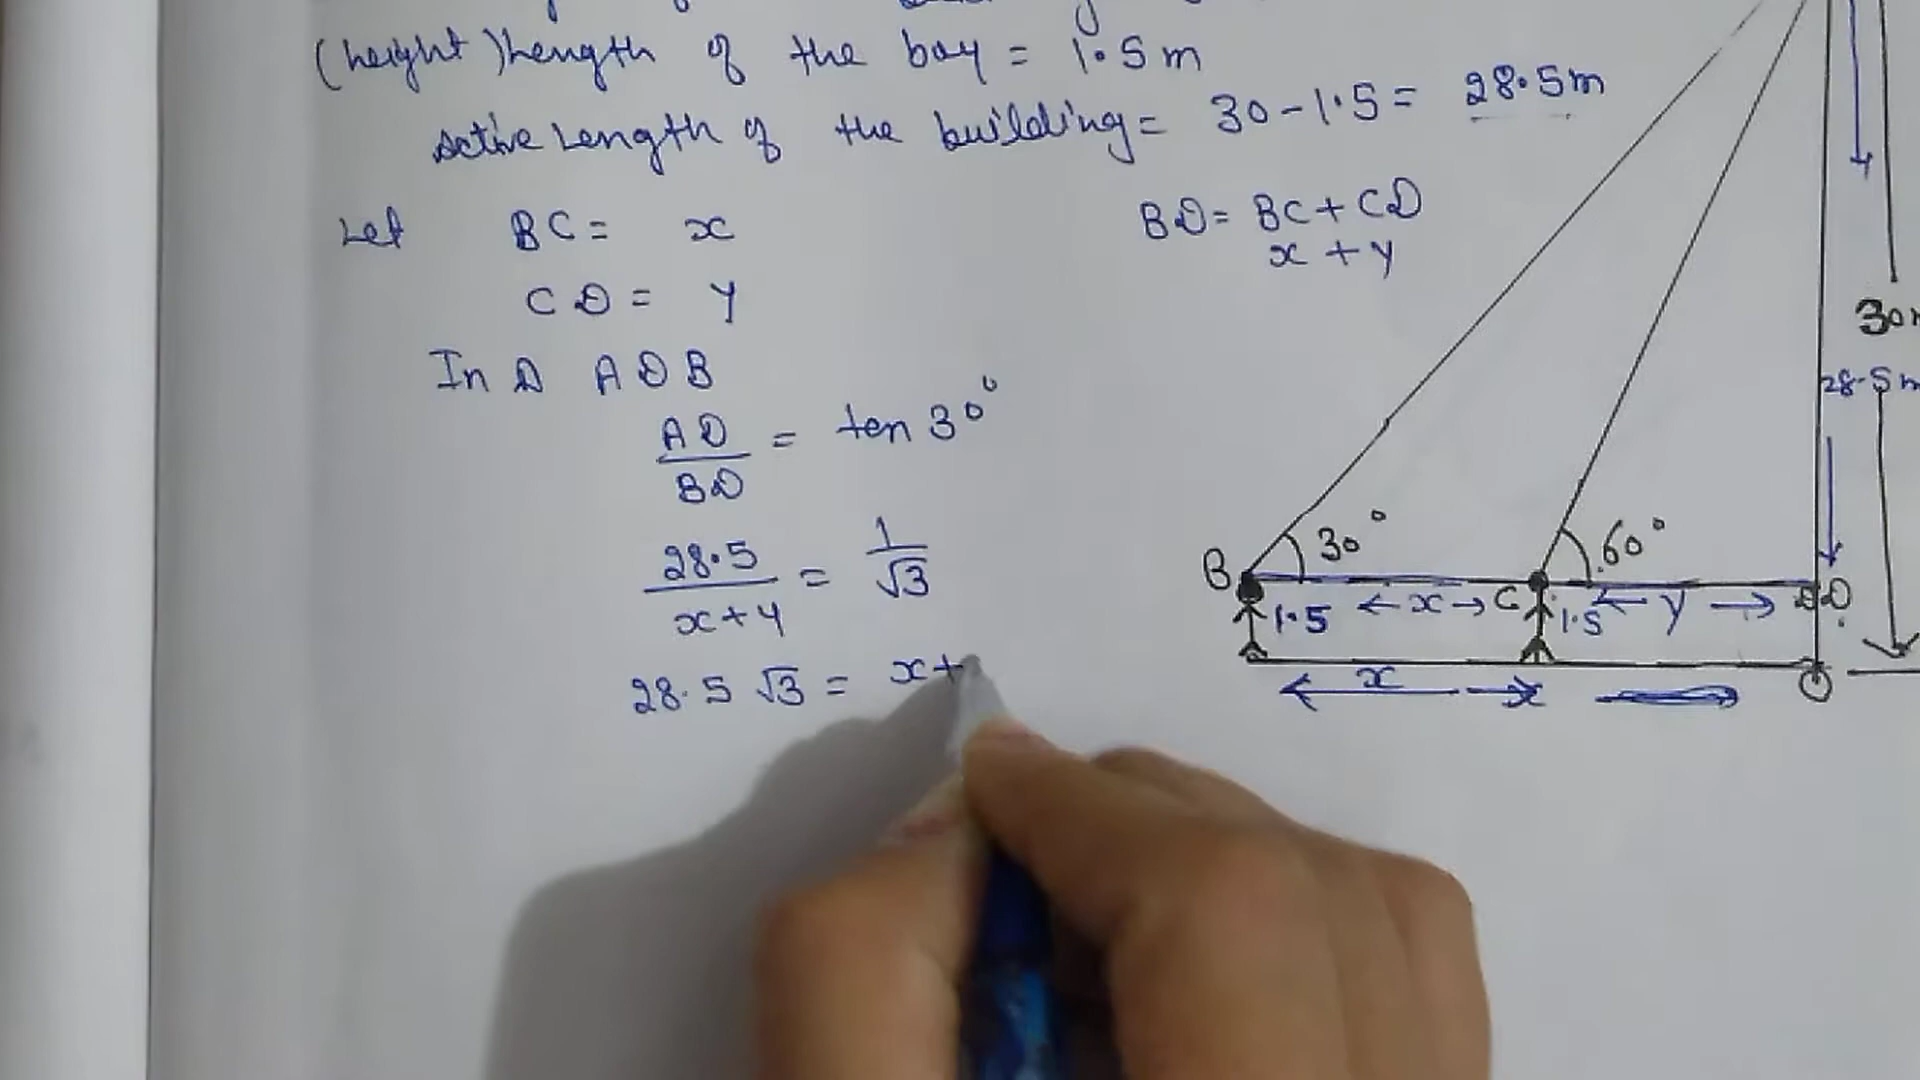 (height) Length of the boy = 1.5 m
Active Length of the building = 30 - 1.5 = 28.5m
Let BC = x
BD = BC + CD
x + y
CD = y
In Δ ADB
AD/BD = ten 30°
28.5/x+y = 1/√3
28.5 √3 = x+
30
28.5 m
B 30° 60°
1.5 ←x→ C 1.5 ←y→ D
x